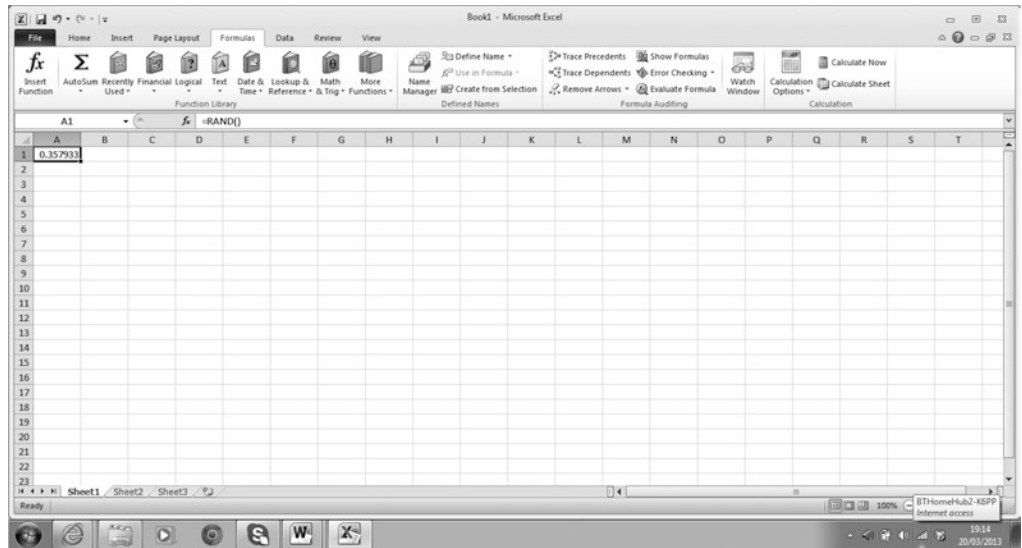 Book1 - Microsoft Excel
File Home Insert Page Layout Formulas Data Review View
fx Insert Function
Σ AutoSum
Recently Used
Financial
Logical
Text
Date & Time
Lookup & Reference
Math & Trig
More Functions
Function Library
Name Manager
Define Name
Use in Formula
Create from Selection
Defined Names
Trace Precedents
Trace Dependents
Remove Arrows
Show Formulas
Error Checking
Evaluate Formula
Formula Auditing
Watch Window
Calculation Options
Calculate Now
Calculate Sheet
Calculation
A1 fx =RAND()
A B C D E F G H I J K L M N O P Q R S T
1 0.357933
2
3
4
5
6
7
8
9
10
11
12
13
14
15
16
17
18
19
20
21
22
23
Sheet1 Sheet2 Sheet3
Ready 100%
BTHomeHub2-K6PP
Internet access
S W X
19:14
20/03/2013